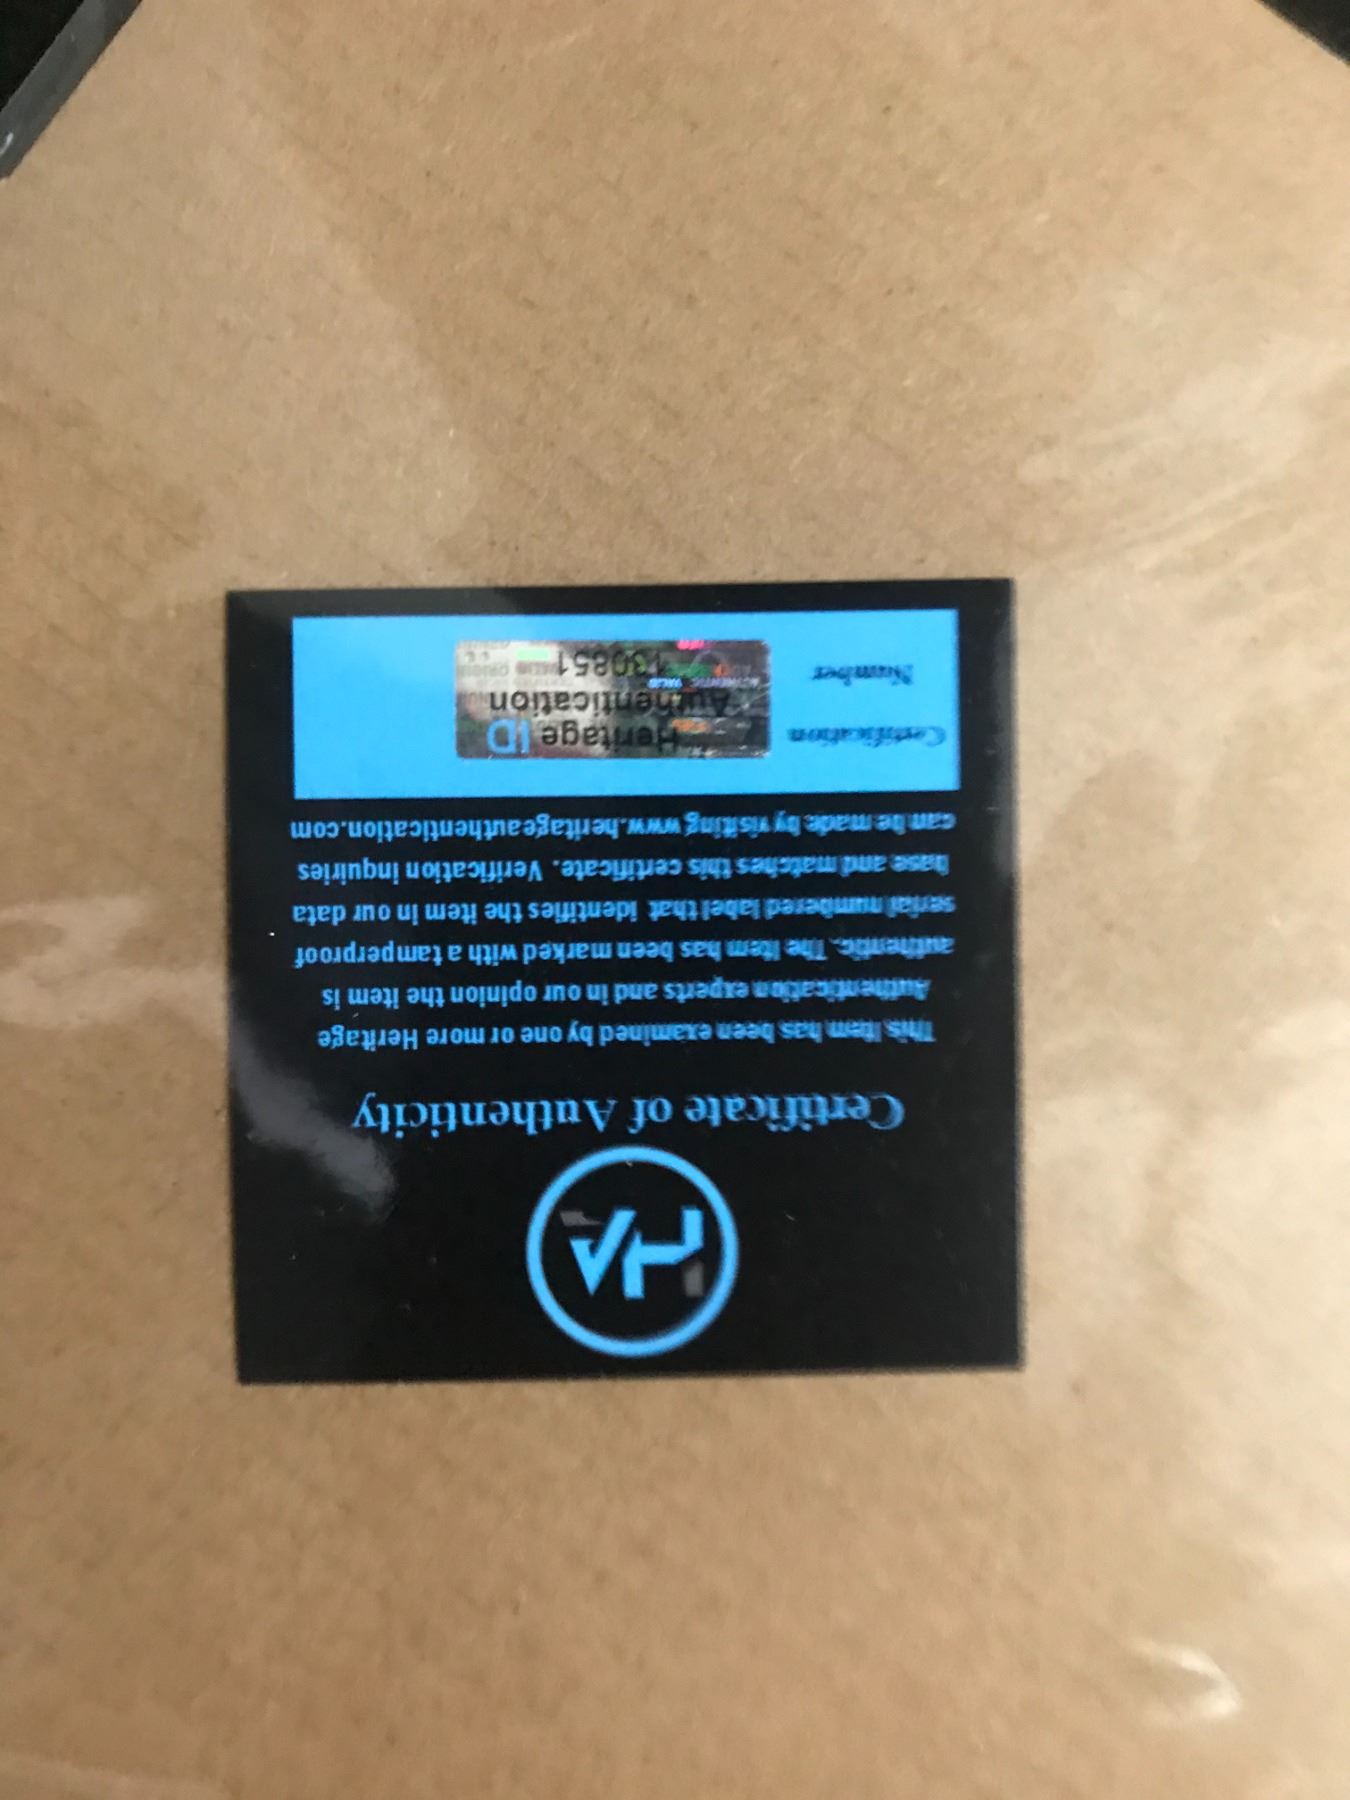 HA
Certificate of Authenticity
This item has been examined by one or more Heritage
Authentication experts and in our opinion the item is
authentic. The item has been marked with a tamperproof
serial numbered label that identifies the item in our data
base and matches this certificate. Verification inquiries
can be made by visiting www.heritageauthentication.com
Certification
Number
Heritage ID
Authentication
130851